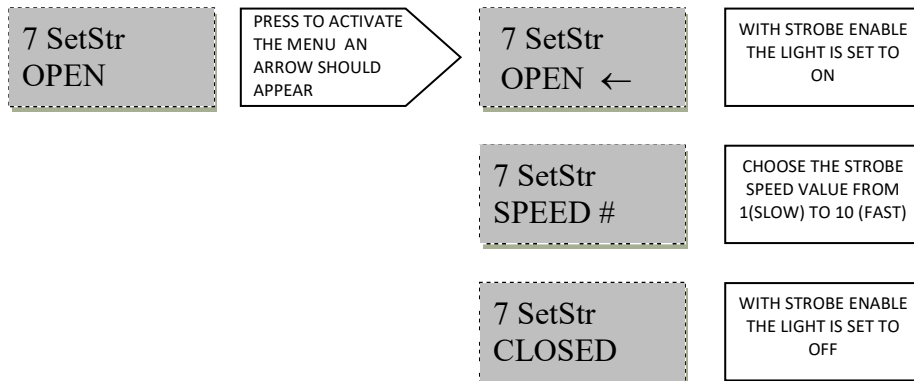 7 SetStr
OPEN
PRESS TO ACTIVATE
THE MENU AN
ARROW SHOULD
APPEAR
7 SetStr
OPEN ←
WITH STROBE ENABLE
THE LIGHT IS SET TO
ON
7 SetStr
SPEED #
CHOOSE THE STROBE
SPEED VALUE FROM
1(SLOW) TO 10 (FAST)
7 SetStr
CLOSED
WITH STROBE ENABLE
THE LIGHT IS SET TO
OFF